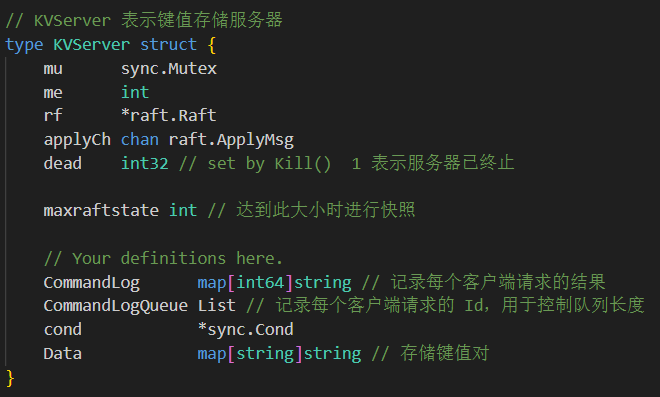 // KVServer 表示键值存储服务器
type KVServer struct {
    mu      sync.Mutex
    me      int
    rf      *raft.Raft
    applyCh chan raft.ApplyMsg
    dead    int32 // set by Kill()  1 表示服务器已终止

    maxraftstate int // 达到此大小时进行快照

    // Your definitions here.
    CommandLog      map[int64]string // 记录每个客户端请求的结果
    CommandLogQueue List // 记录每个客户端请求的 Id，用于控制队列长度
    cond            *sync.Cond
    Data            map[string]string // 存储键值对
}